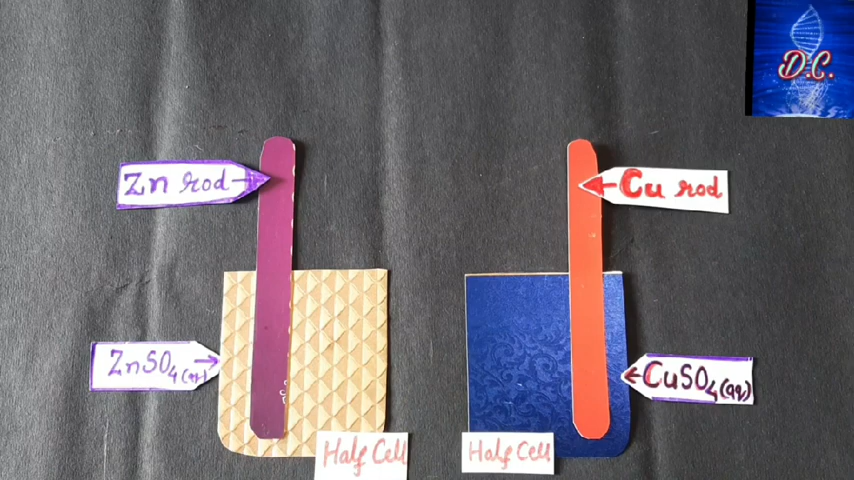 D.C.
Zn rod
Cu rod
ZnSO4(aq)
CuSO4(aq)
Half Cell
Half Cell